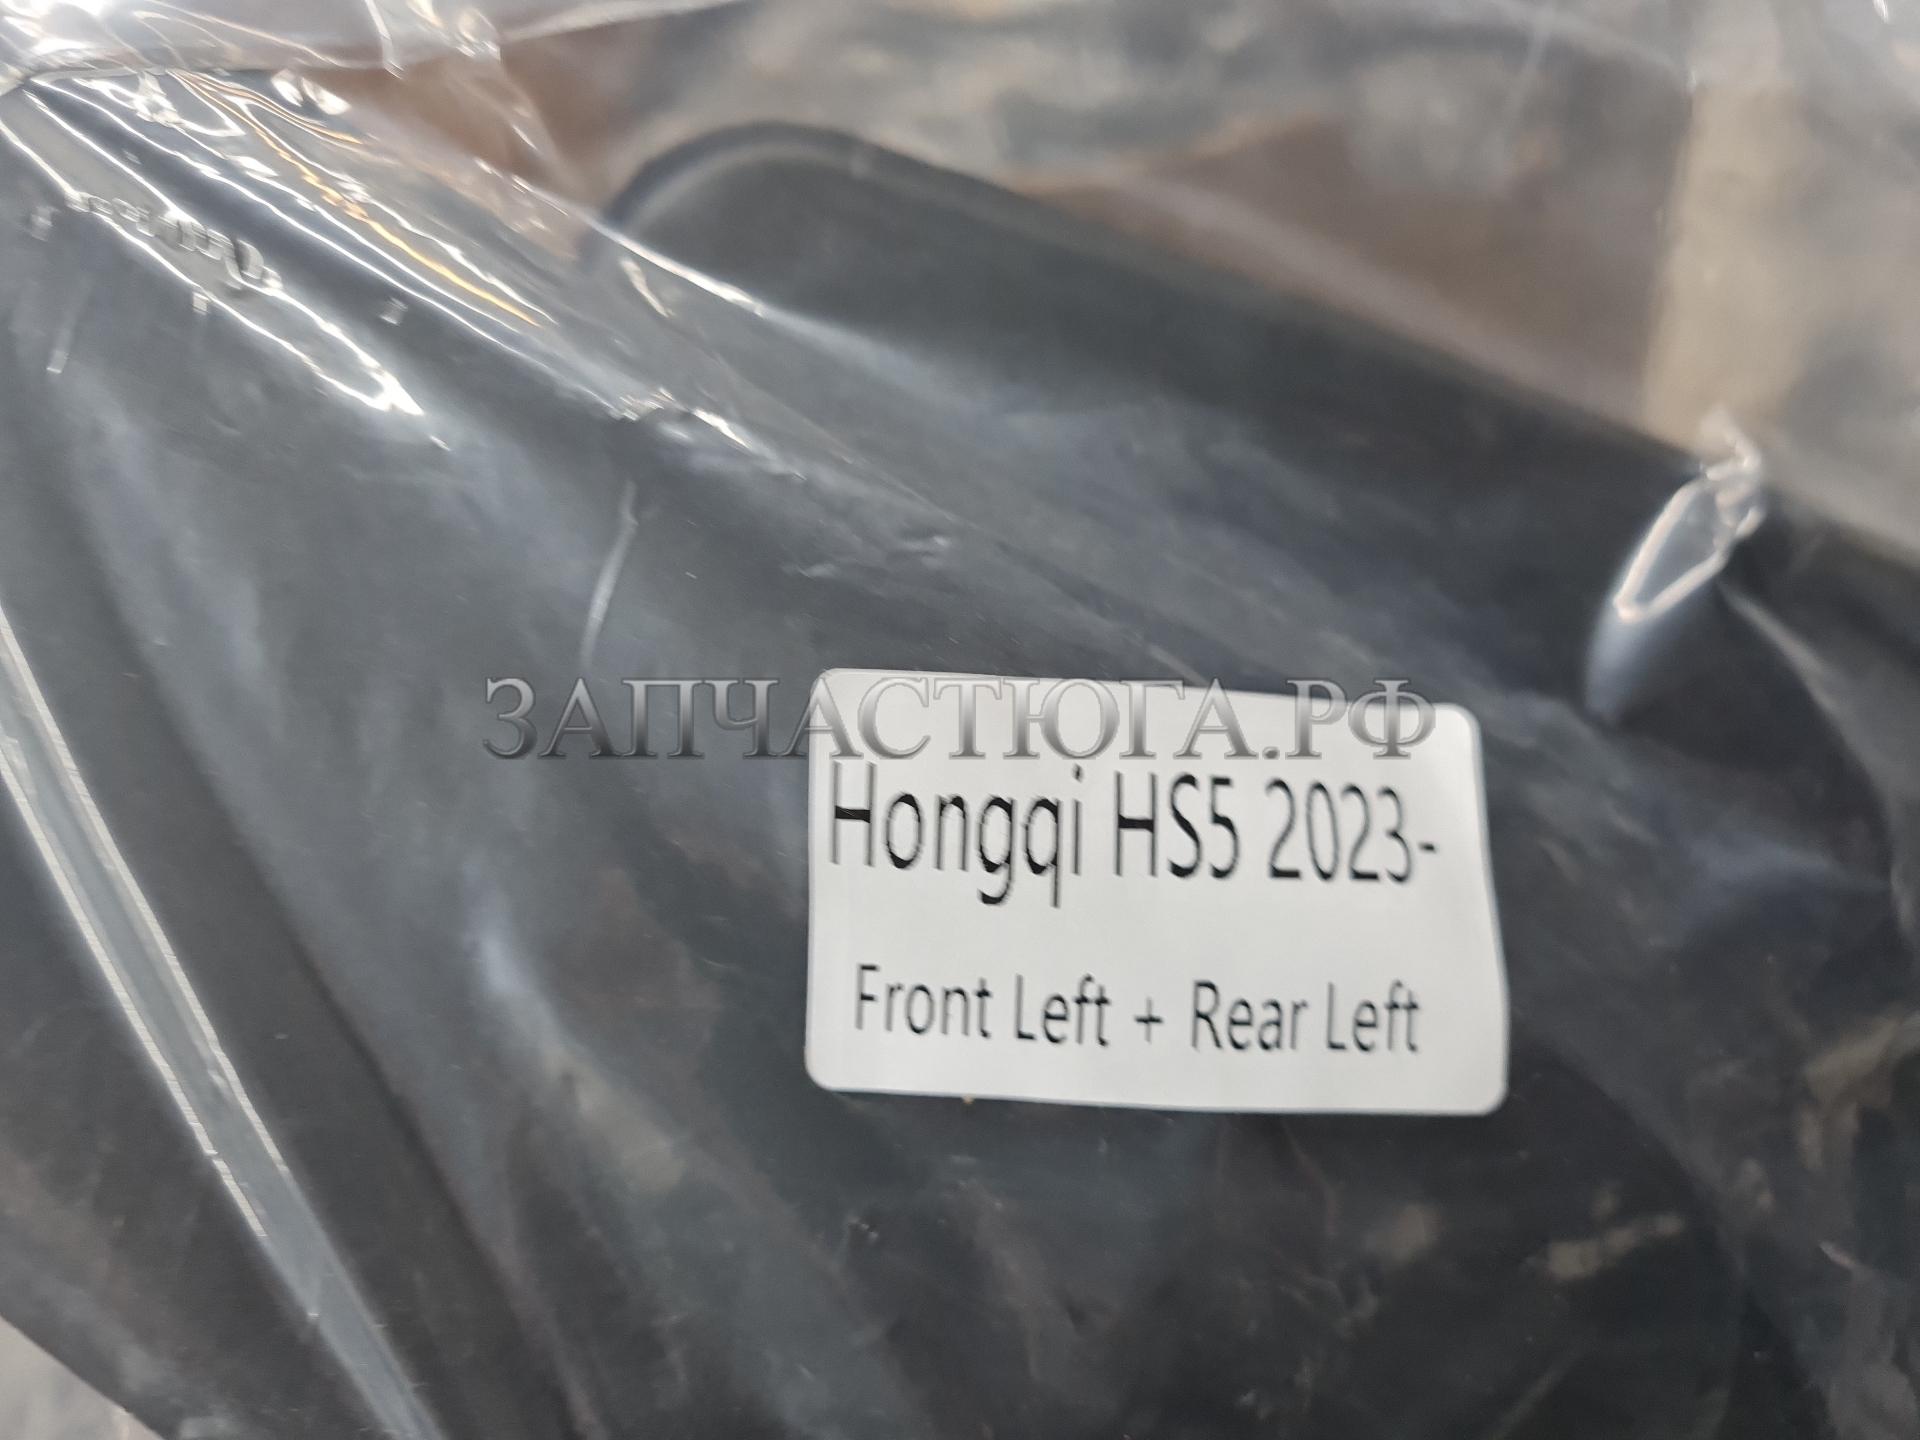 ЗАПЧАСТЮГА.РФ
Hongqi HS5 2023-
Front Left + Rear Left